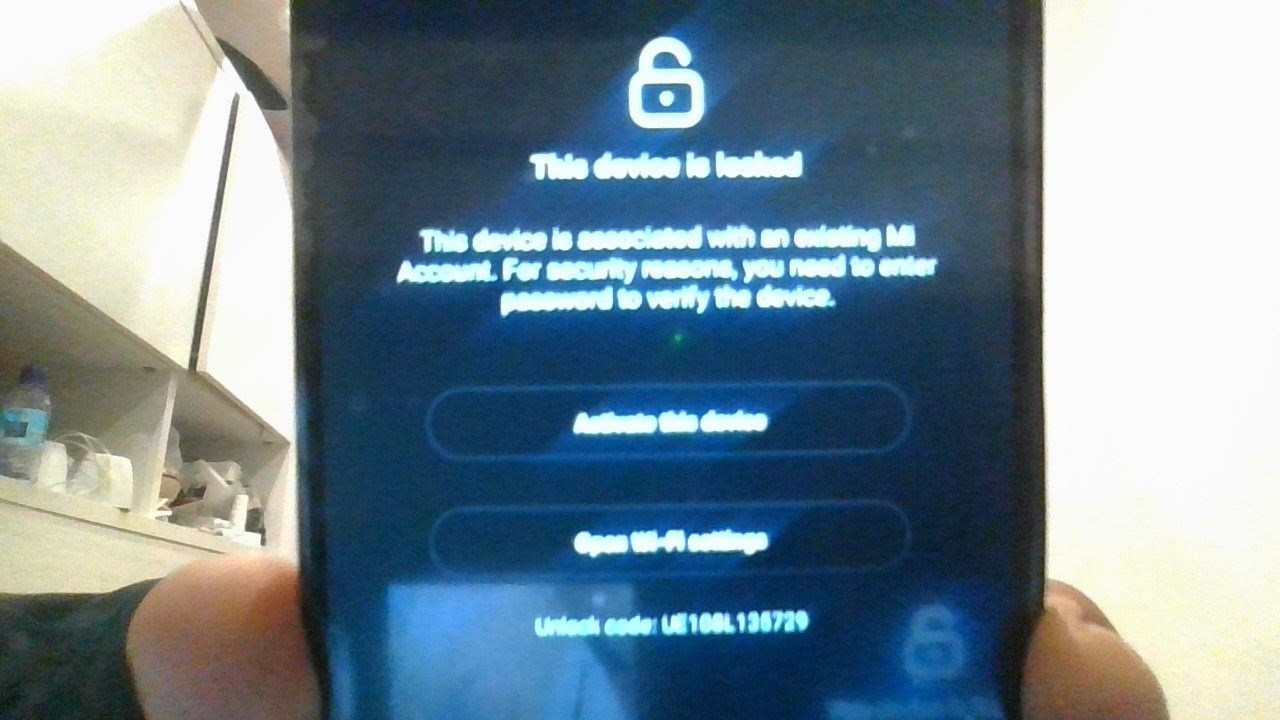 This device is locked
This device is associated with an existing Mi
Account. For security reasons, you need to enter
password to verify the device.
Activate this device
Open Wi-Fi settings
Unlock code: